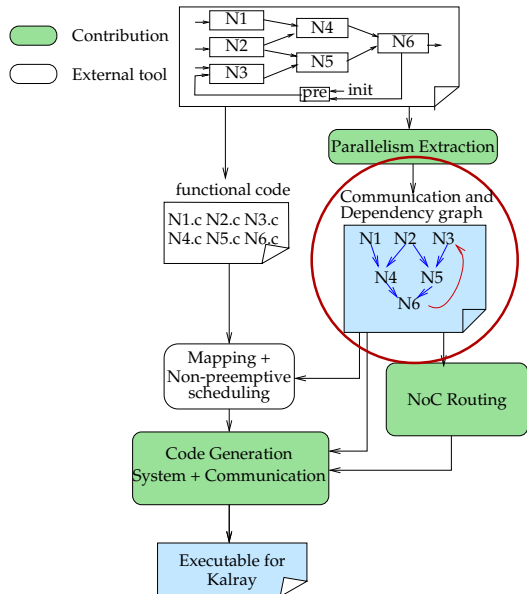 Contribution
External tool
N1
N2
N3
N4
N5
N6
pre
init
Parallelism Extraction
functional code
N1.c N2.c N3.c
N4.c N5.c N6.c
Communication and
Dependency graph
N1 N2 N3
N4 N5
N6
Mapping +
Non-preemptive
scheduling
NoC Routing
Code Generation
System + Communication
Executable for
Kalray